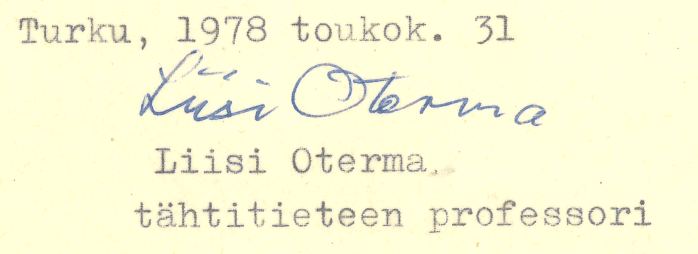 Turku, 1978 toukok. 31
Liisi Oterma
Liisi Oterma
tähtitieteen professori